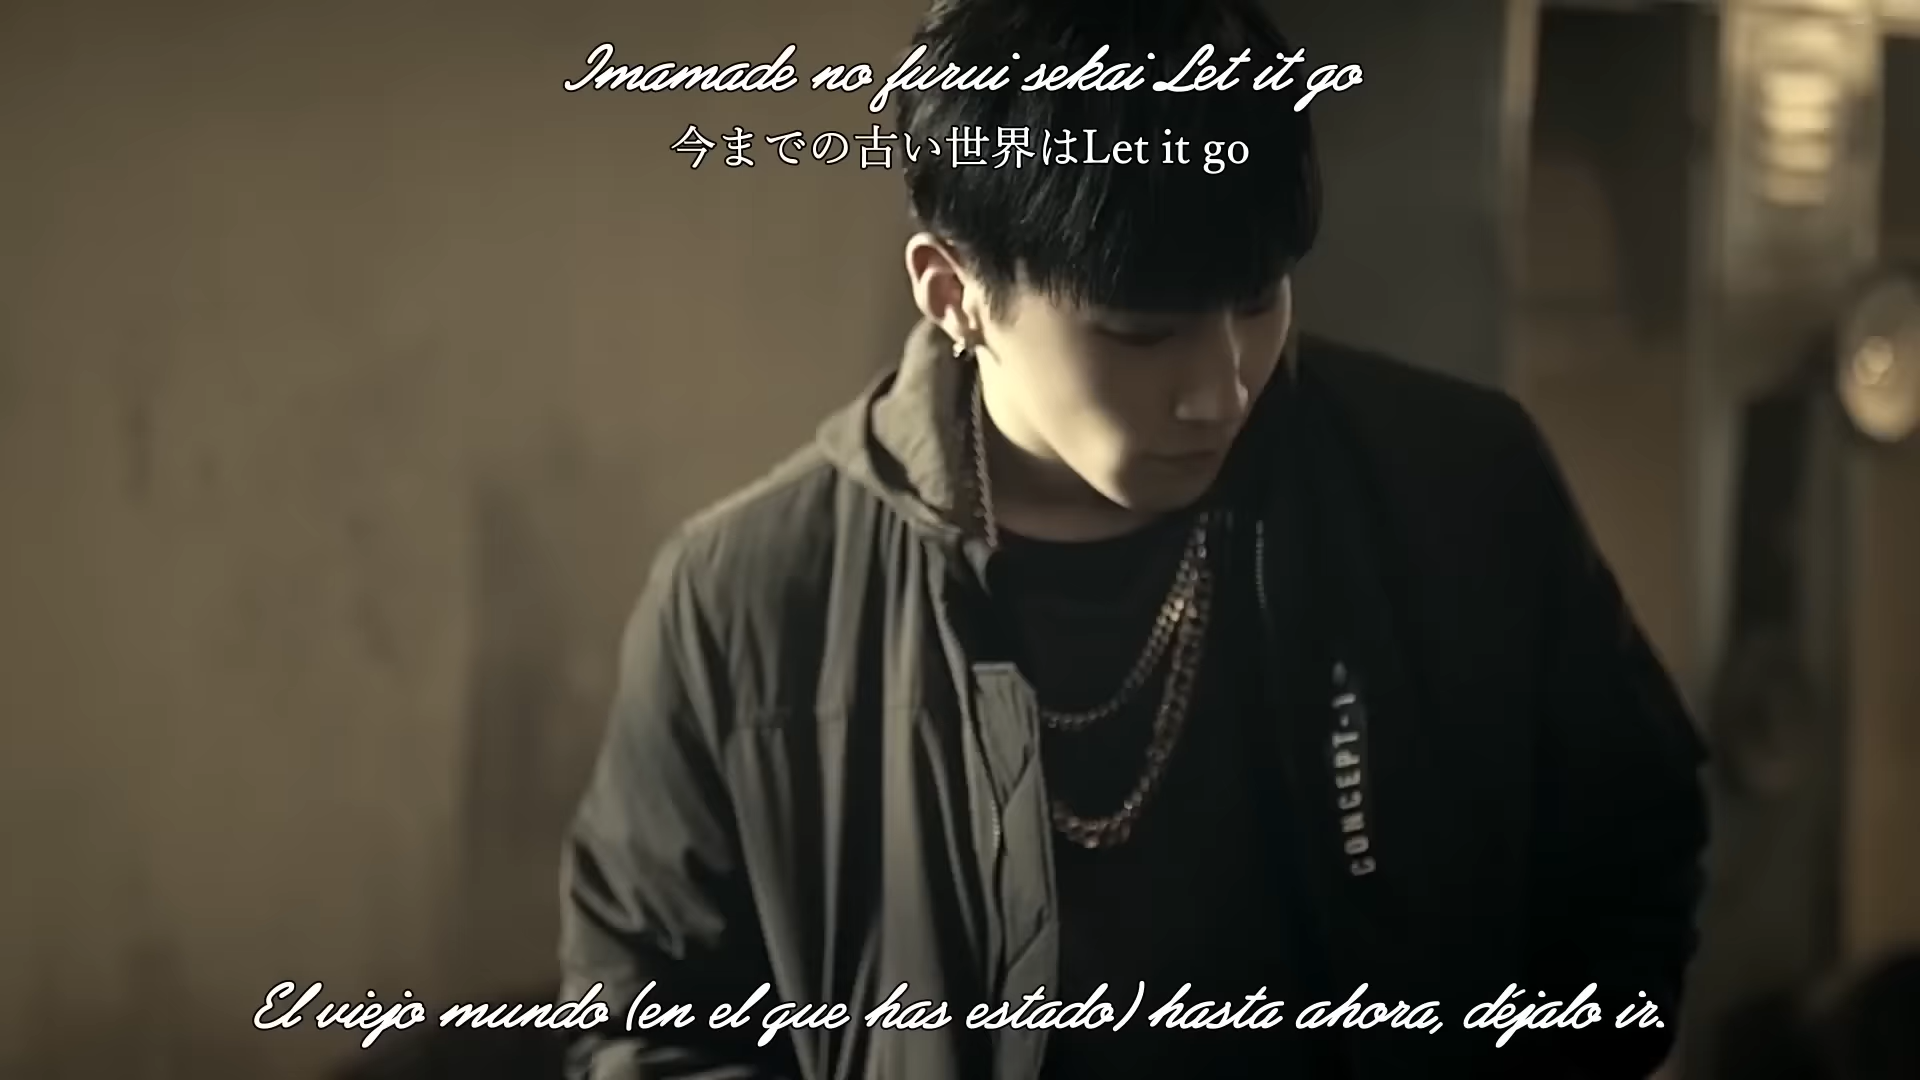 Imamade no furui sekai Let it go
今までの古い世界はLet it go
CONCEPT-1
El viejo mundo (en el que has estado) hasta ahora, déjalo ir.